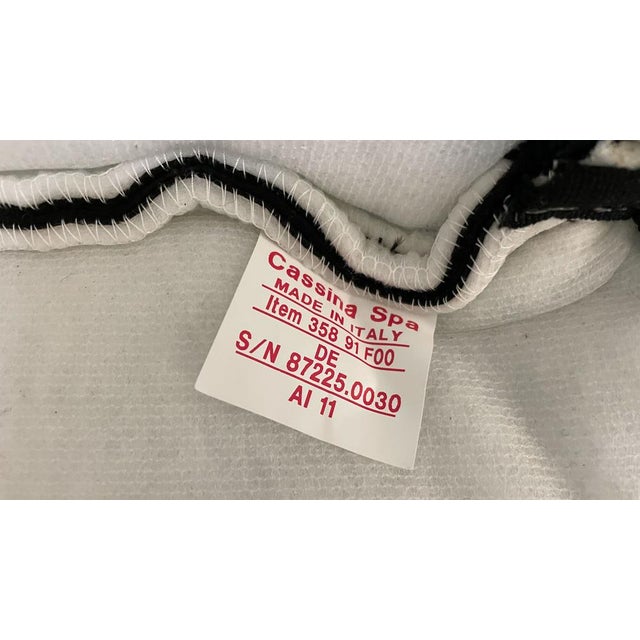 Cassina Spa
MADE IN ITALY
Item 358 91 F00
DE
S/N 87225.0030
AI 11